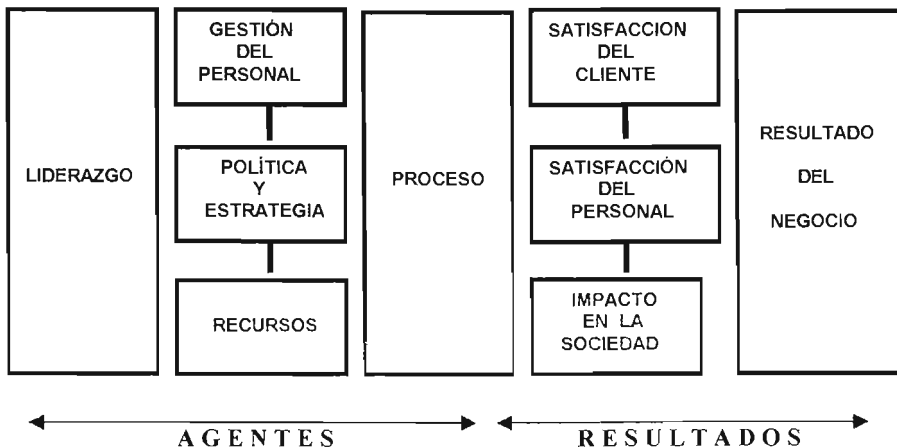 LIDERAZGO
GESTIÓN
DEL
PERSONAL
POLÍTICA
Y
ESTRATEGIA
RECURSOS
PROCESO
SATISFACCION
DEL
CLIENTE
SATISFACCIÓN
DEL
PERSONAL
IMPACTO
EN LA
SOCIEDAD
RESULTADO
DEL
NEGOCIO
AGENTES
RESULTADOS